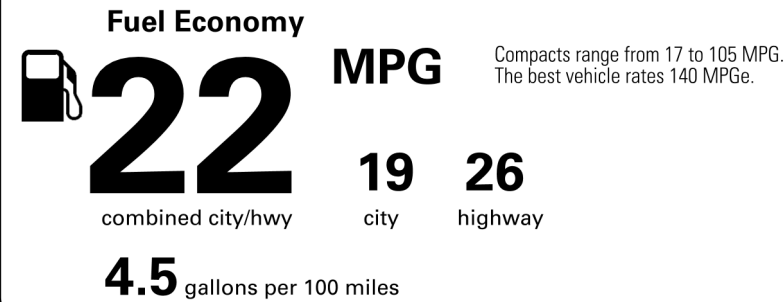 Fuel Economy
22 MPG
Compacts range from 17 to 105 MPG.
The best vehicle rates 140 MPGe.
19 26
combined city/hwy city highway
4.5 gallons per 100 miles